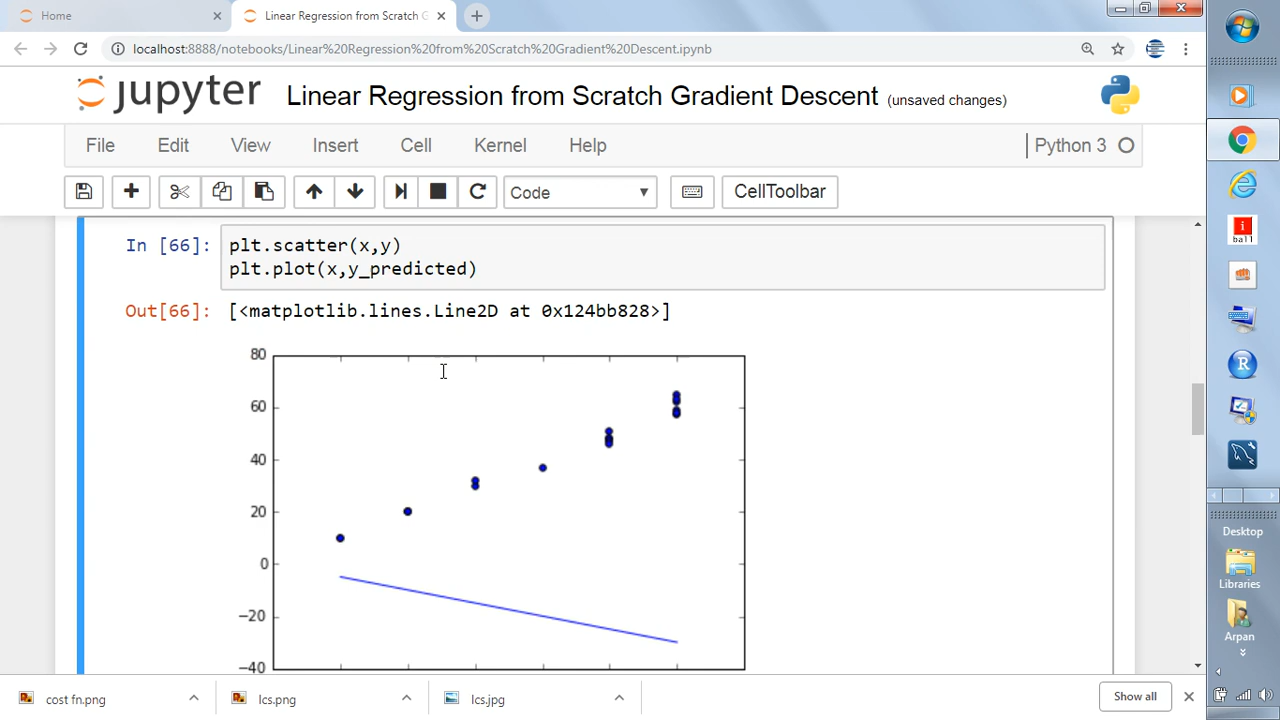 Home
Linear Regression from Scratch G
localhost:8888/notebooks/Linear%20Regression%20from%20Scratch%20Gradient%20Descent.ipynb
jupyter Linear Regression from Scratch Gradient Descent (unsaved changes)
File Edit View Insert Cell Kernel Help Python 3
Code CellToolbar
In [66]: plt.scatter(x,y)
plt.plot(x,y_predicted)
Out[66]: [<matplotlib.lines.Line2D at 0x124bb828>]
80
60
40
20
0
−20
−40
cost fn.png lcs.png lcs.jpg Show all
i
ball
R
Desktop
Libraries
Arpan